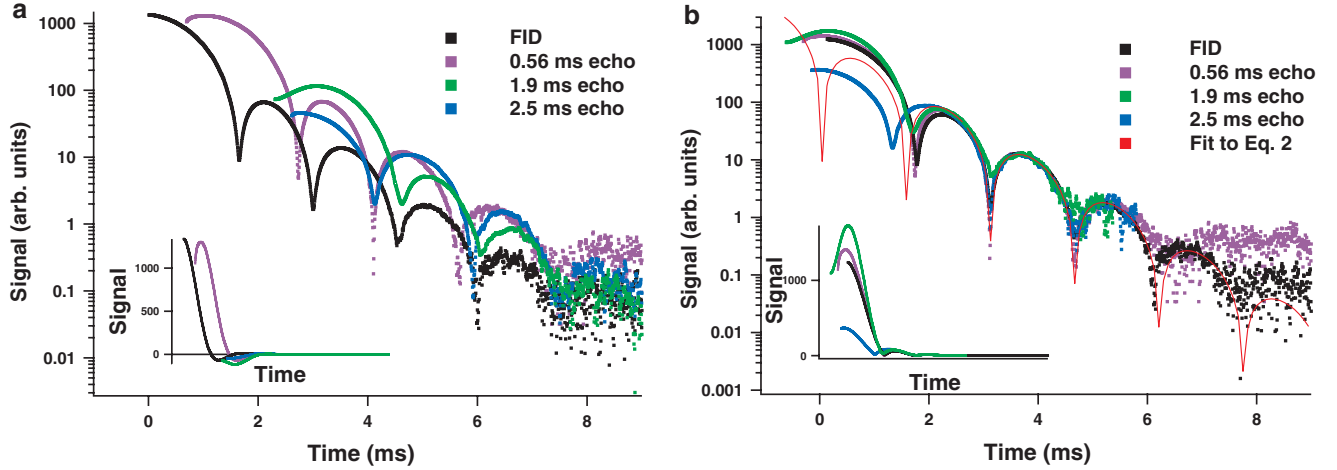 a
1000
100
10
1
0.1
0.01
Signal (arb. units)
FID
0.56 ms echo
1.9 ms echo
2.5 ms echo
1000
500
0
Signal
Time
0
2
4
6
8
Time (ms)
b
1000
100
10
1
0.1
0.01
0.001
Signal (arb. units)
FID
0.56 ms echo
1.9 ms echo
2.5 ms echo
Fit to Eq. 2
1000
0
Signal
Time
0
2
4
6
8
Time (ms)